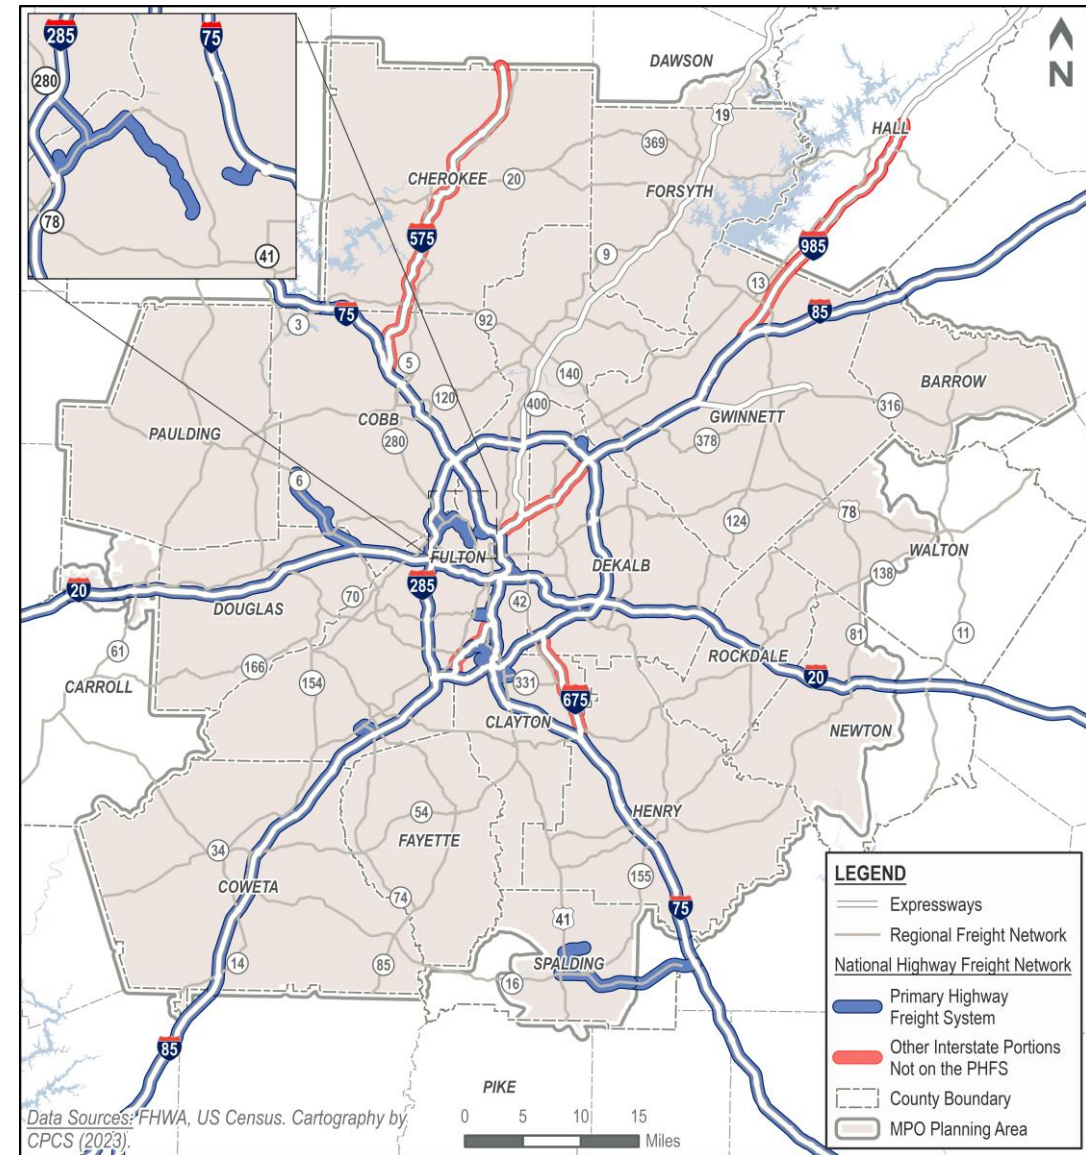 285
75
280
78
41
N
DAWSON
19
HALL
369
CHEROKEE
20
FORSYTH
575
985
9
13
85
75
3
92
5
140
BARROW
120
400
COBB
316
GWINNETT
PAULDING
280
378
6
78
124
WALTON
FULTON
DEKALB
138
20
285
DOUGLAS
70
42
81
11
61
ROCKDALE
166
CARROLL
154
331
20
675
CLAYTON
NEWTON
HENRY
54
FAYETTE
34
COWETA
155
74
75
41
14
85
SPALDING
16
85
PIKE
LEGEND
Expressways
Regional Freight Network
National Highway Freight Network
Primary Highway
Freight System
Other Interstate Portions
Not on the PHFS
County Boundary
MPO Planning Area
Data Sources: FHWA, US Census. Cartography by
CPCS (2023).
0 5 10 15
Miles